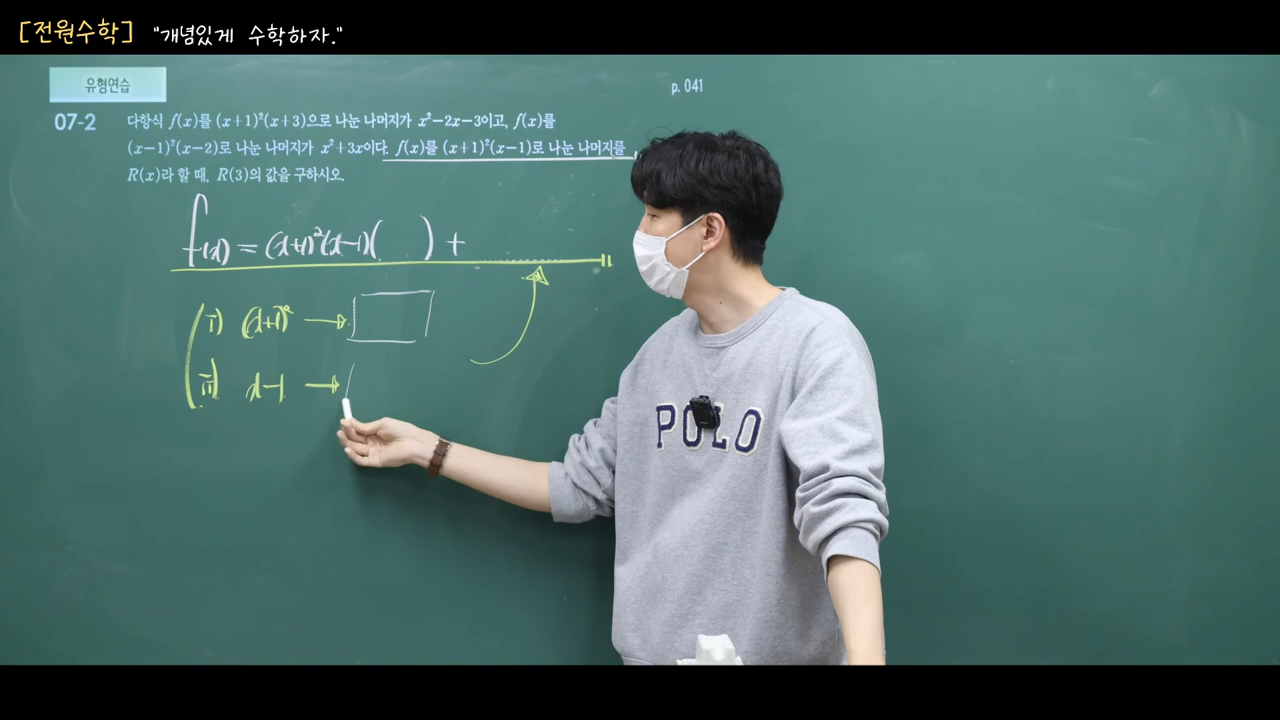 [전원수학] "개념있게 수학하자."
유형연습
p. 041
07-2 다항식 f(x)를 (x+1)²(x+3)으로 나눈 나머지가 x²-2x-3이고, f(x)를
(x-1)²(x-2)로 나눈 나머지가 x²+3x이다. f(x)를 (x+1)²(x-1)로 나눈 나머지를
R(x)라 할 때, R(3)의 값을 구하시오.
f(x) = (x+1)²(x-1)( ) +
i) (x+1)² →
ii) x-1 →
POLO